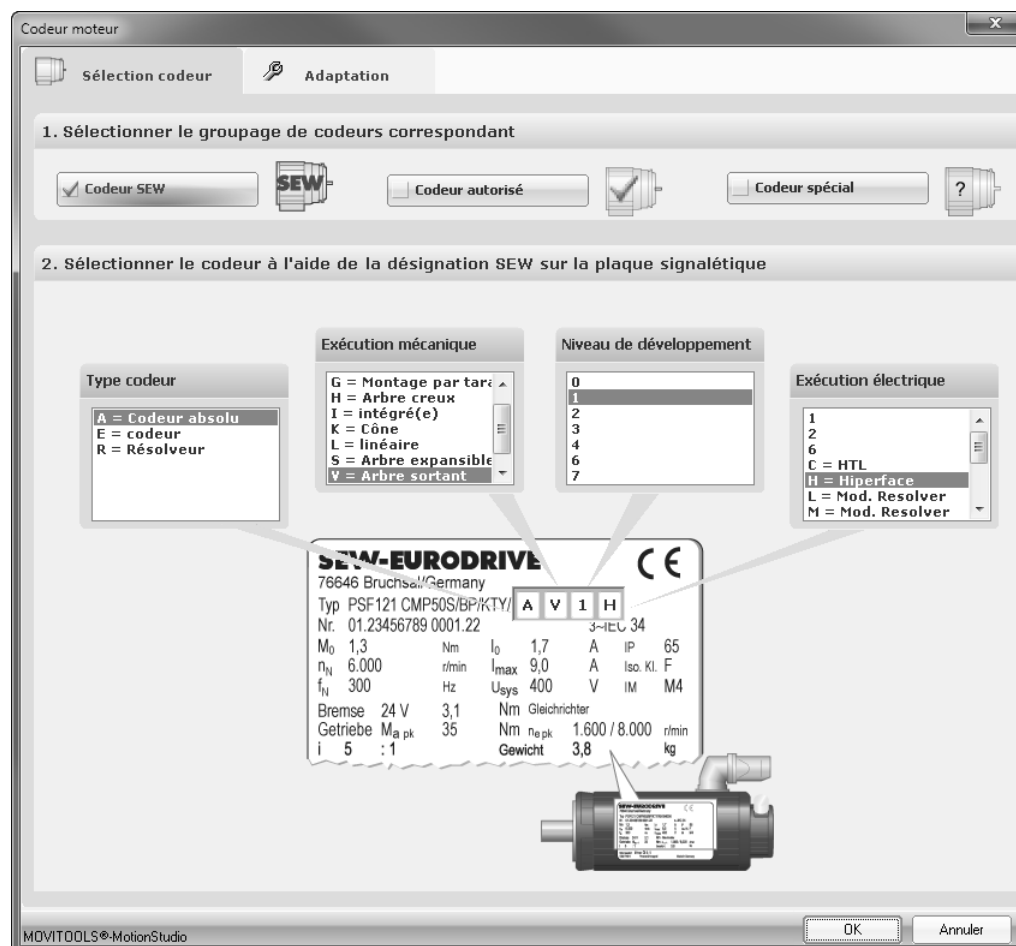 Codeur moteur
x
Sélection codeur
Adaptation
1. Sélectionner le groupage de codeurs correspondant
Codeur SEW
SEW
Codeur autorisé
Codeur spécial
?
2. Sélectionner le codeur à l'aide de la désignation SEW sur la plaque signalétique
Type codeur
A = Codeur absolu
E = codeur
R = Résolveur
Exécution mécanique
G = Montage par tara
H = Arbre creux
I = intégré(e)
K = Cône
L = linéaire
S = Arbre expansible
V = Arbre sortant
Niveau de développement
0
1
2
3
4
6
7
Exécution électrique
1
2
6
C = HTL
H = Hiperface
L = Mod. Resolver
M = Mod. Resolver
SEW-EURODRIVE CE
76646 Bruchsal/Germany
Typ PSF121 CMP50S/BP/KTY/ A V 1 H
Nr. 01.23456789 0001.22 3~IEC 34
M0 1,3 Nm I0 1,7 A IP 65
nN 6.000 r/min Imax 9,0 A Iso. Kl. F
fN 300 Hz Usys 400 V IM M4
Bremse 24 V 3,1 Nm Gleichrichter
Getriebe Ma pk 35 Nm ne pk 1.600 / 8.000 r/min
i 5 : 1 Gewicht 3,8 kg
SEW-EURODRIVE CE
MOVITOOLS®-MotionStudio
OK
Annuler